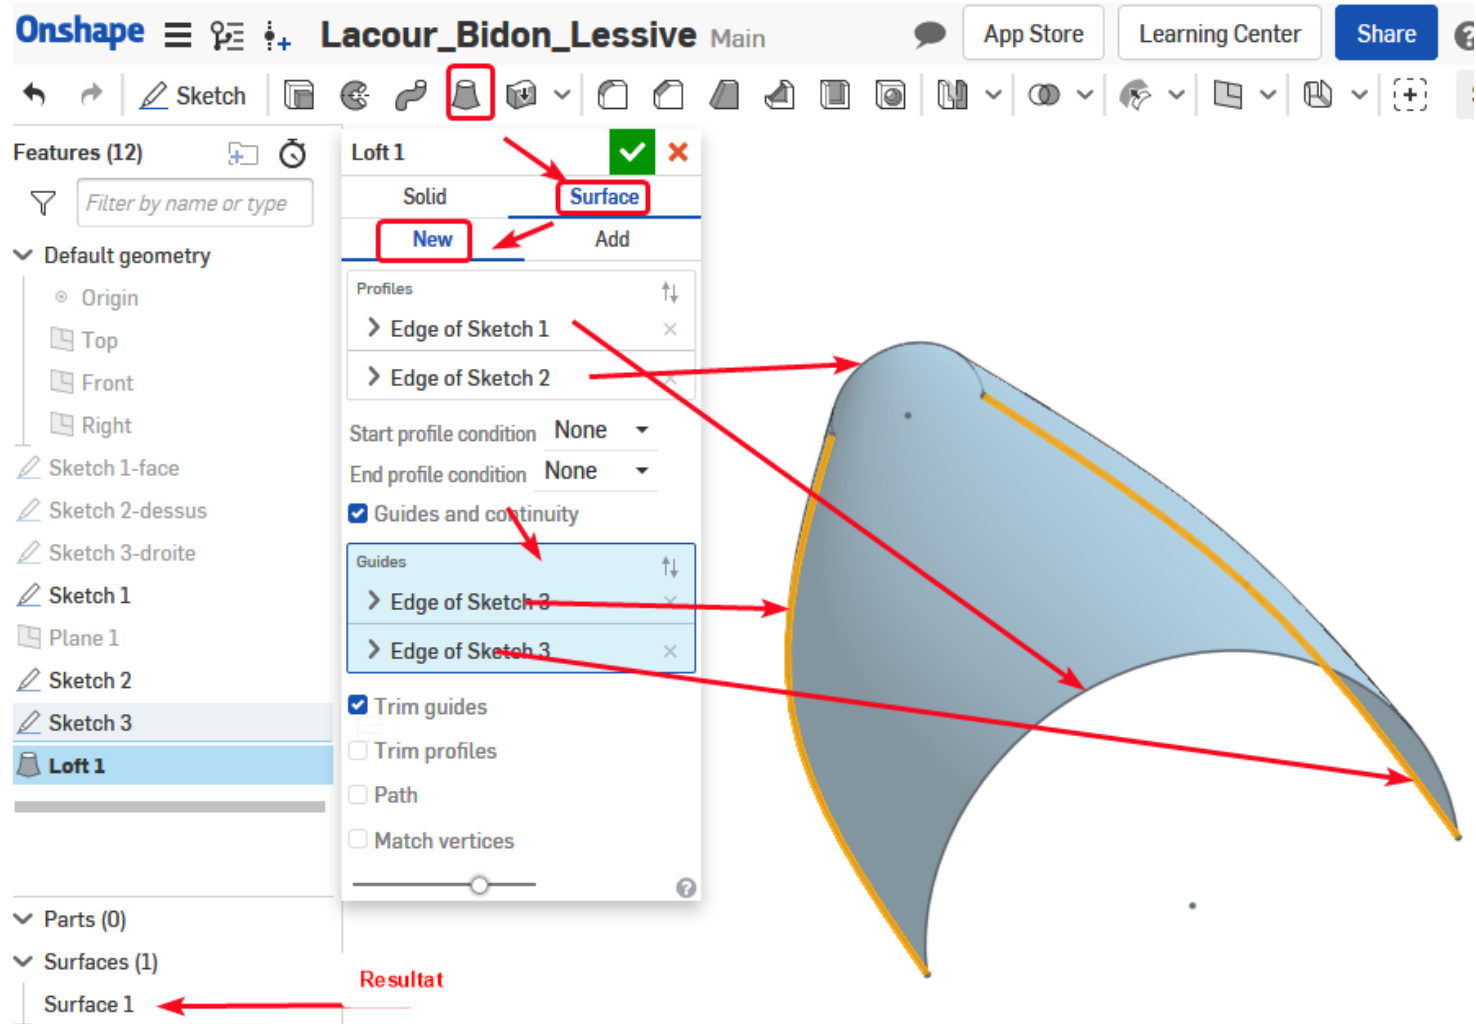 Onshape Lacour_Bidon_Lessive Main App Store Learning Center Share
Sketch
Features (12)
Filter by name or type
Default geometry
Origin
Top
Front
Right
Sketch 1-face
Sketch 2-dessus
Sketch 3-droite
Sketch 1
Plane 1
Sketch 2
Sketch 3
Loft 1
Parts (0)
Surfaces (1)
Surface 1
Loft 1
Solid Surface
New Add
Profiles
Edge of Sketch 1
Edge of Sketch 2
Start profile condition None
End profile condition None
Guides and continuity
Guides
Edge of Sketch 3
Edge of Sketch 3
Trim guides
Trim profiles
Path
Match vertices
Resultat